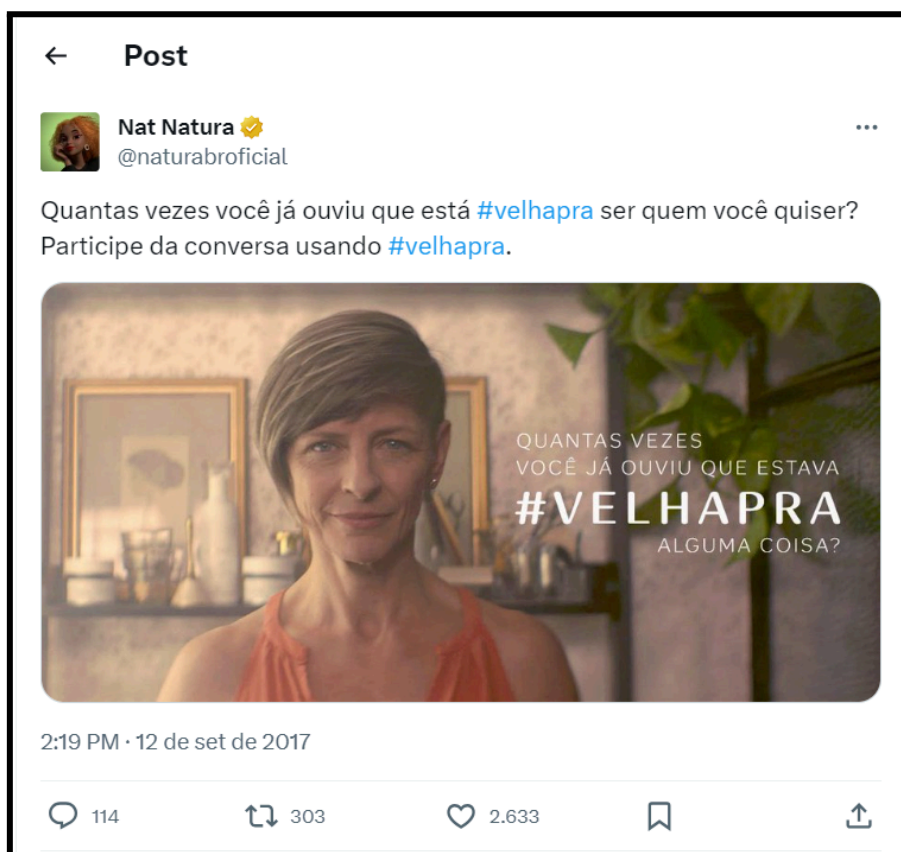 Post
Nat Natura
@naturabroficial
Quantas vezes você já ouviu que está #velhapra ser quem você quiser?
Participe da conversa usando #velhapra.
QUANTAS VEZES
VOCÊ JÁ OUVIU QUE ESTAVA
#VELHAPRA
ALGUMA COISA?
2:19 PM · 12 de set de 2017
114 303 2.633